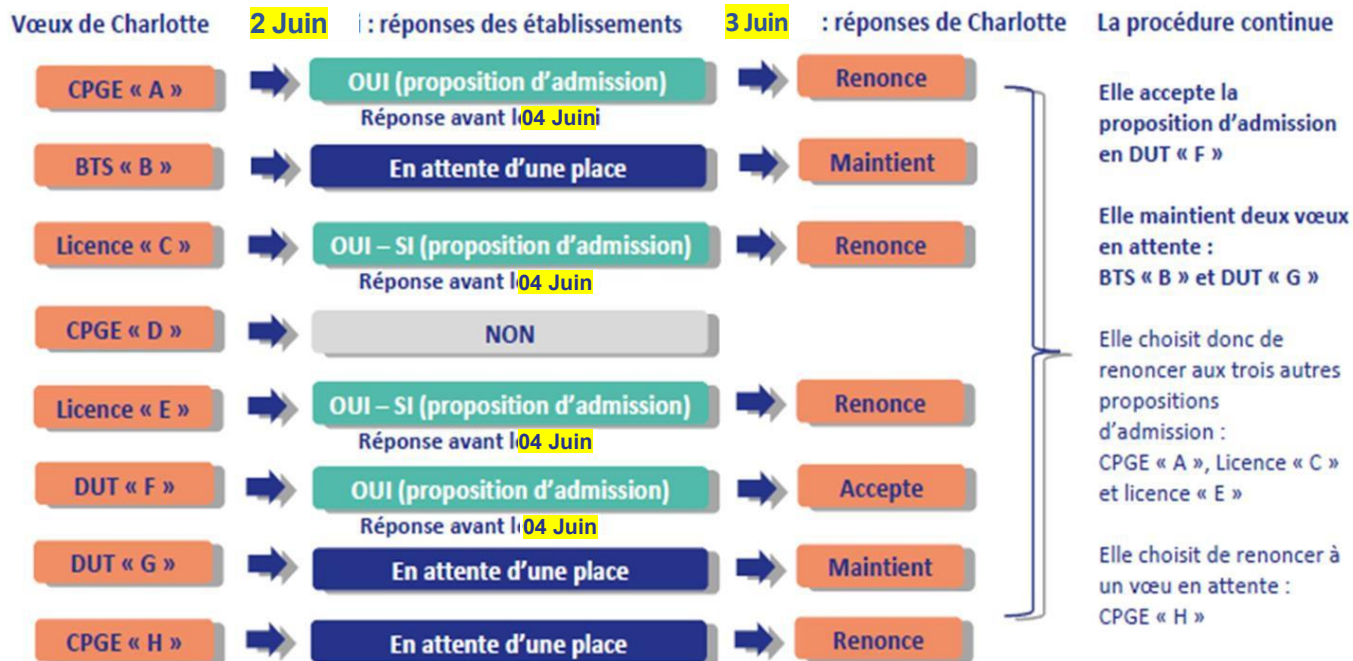 Vœux de Charlotte 2 Juin i : réponses des établissements 3 Juin : réponses de Charlotte La procédure continue
CPGE « A » OUI (proposition d’admission) Renonce
Réponse avant le 04 Juini
BTS « B » En attente d’une place Maintient
Licence « C » OUI – SI (proposition d’admission) Renonce
Réponse avant le 04 Juin
CPGE « D » NON
Licence « E » OUI – SI (proposition d’admission) Renonce
Réponse avant le 04 Juin
DUT « F » OUI (proposition d’admission) Accepte
Réponse avant le 04 Juin
DUT « G » En attente d’une place Maintient
CPGE « H » En attente d’une place Renonce
Elle accepte la
proposition d’admission
en DUT « F »
Elle maintient deux vœux
en attente :
BTS « B » et DUT « G »
Elle choisit donc de
renoncer aux trois autres
propositions
d’admission :
CPGE « A », Licence « C »
et licence « E »
Elle choisit de renoncer à
un vœu en attente :
CPGE « H »